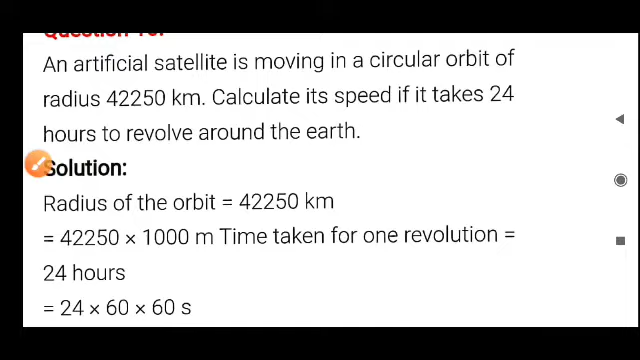 An artificial satellite is moving in a circular orbit of
radius 42250 km. Calculate its speed if it takes 24
hours to revolve around the earth.
Solution:
Radius of the orbit = 42250 km
= 42250 × 1000 m Time taken for one revolution =
24 hours
= 24 × 60 × 60 s